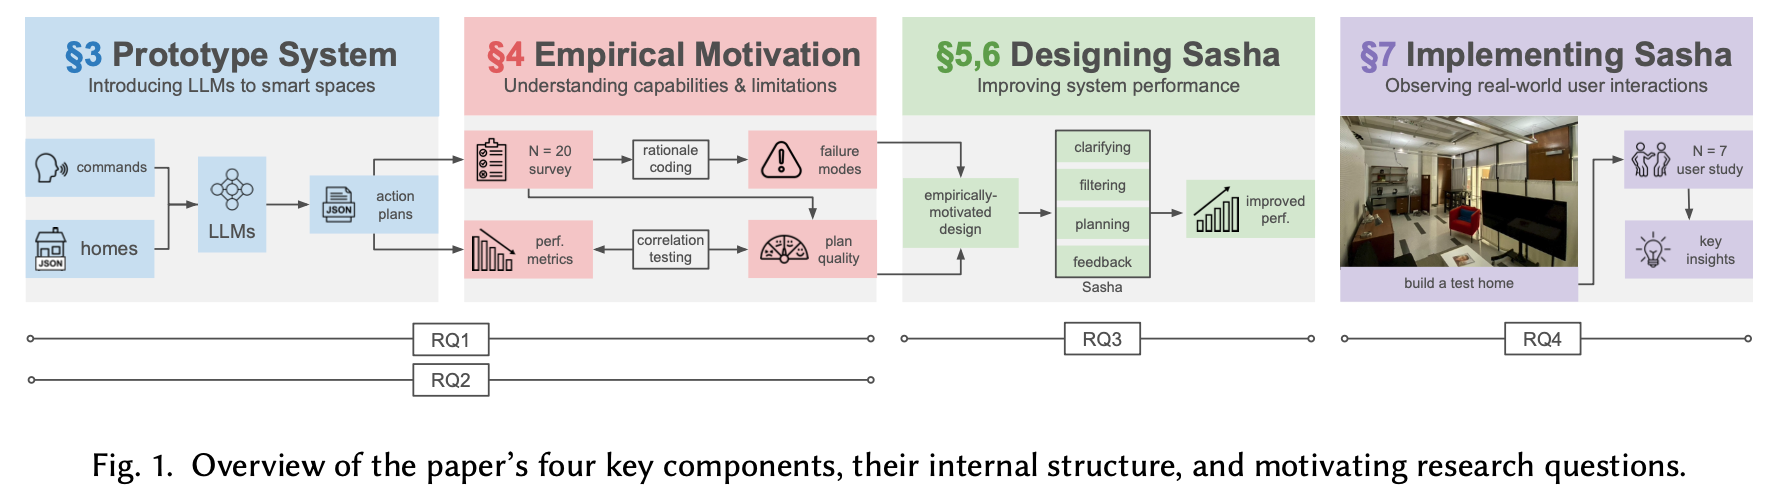 §3 Prototype System
Introducing LLMs to smart spaces
commands
homes
JSON
LLMs
JSON
action
plans
§4 Empirical Motivation
Understanding capabilities & limitations
N = 20
survey
rationale
coding
failure
modes
perf.
metrics
correlation
testing
plan
quality
§5,6 Designing Sasha
Improving system performance
empirically-
motivated
design
clarifying
filtering
planning
feedback
Sasha
improved
perf.
§7 Implementing Sasha
Observing real-world user interactions
build a test home
N = 7
user study
key
insights
RQ1
RQ2
RQ3
RQ4
Fig. 1. Overview of the paper's four key components, their internal structure, and motivating research questions.